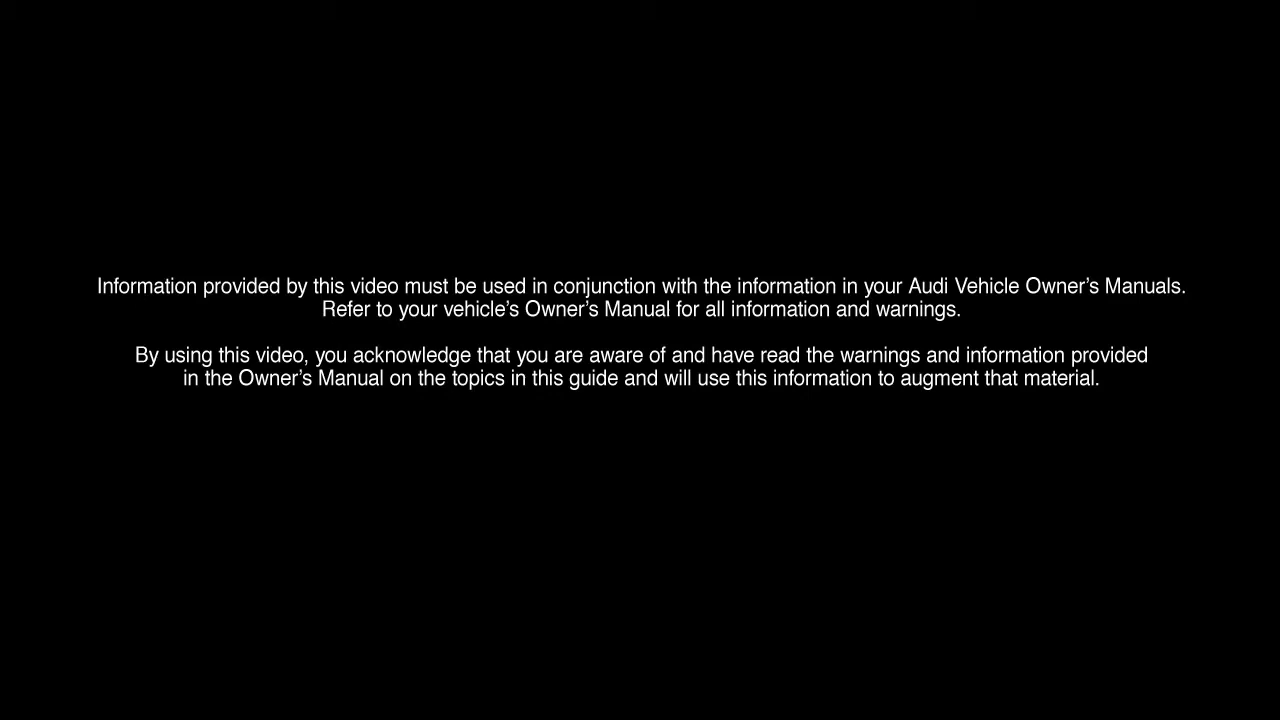 Information provided by this video must be used in conjunction with the information in your Audi Vehicle Owner’s Manuals.
Refer to your vehicle’s Owner’s Manual for all information and warnings.
By using this video, you acknowledge that you are aware of and have read the warnings and information provided
in the Owner’s Manual on the topics in this guide and will use this information to augment that material.